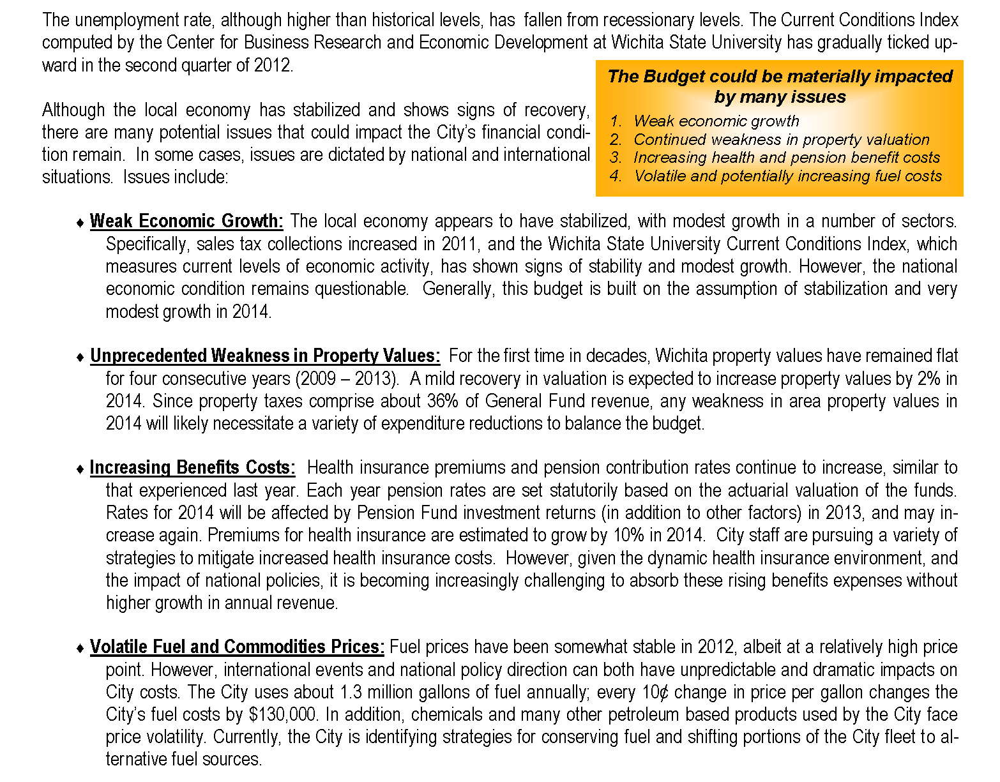 The unemployment rate, although higher than historical levels, has  fallen from recessionary levels. The Current Conditions Index
computed by the Center for Business Research and Economic Development at Wichita State University has gradually ticked up-
ward in the second quarter of 2012.
The Budget could be materially impacted
by many issues
1. Weak economic growth
2. Continued weakness in property valuation
3. Increasing health and pension benefit costs
4. Volatile and potentially increasing fuel costs
Although the local economy has stabilized and shows signs of recovery,
there are many potential issues that could impact the City’s financial condi-
tion remain.  In some cases, issues are dictated by national and international
situations.  Issues include:
♦ Weak Economic Growth: The local economy appears to have stabilized, with modest growth in a number of sectors.
Specifically, sales tax collections increased in 2011, and the Wichita State University Current Conditions Index, which
measures current levels of economic activity, has shown signs of stability and modest growth. However, the national
economic condition remains questionable.  Generally, this budget is built on the assumption of stabilization and very
modest growth in 2014.
♦ Unprecedented Weakness in Property Values:  For the first time in decades, Wichita property values have remained flat
for four consecutive years (2009 – 2013).  A mild recovery in valuation is expected to increase property values by 2% in
2014. Since property taxes comprise about 36% of General Fund revenue, any weakness in area property values in
2014 will likely necessitate a variety of expenditure reductions to balance the budget.
♦ Increasing Benefits Costs:  Health insurance premiums and pension contribution rates continue to increase, similar to
that experienced last year. Each year pension rates are set statutorily based on the actuarial valuation of the funds.
Rates for 2014 will be affected by Pension Fund investment returns (in addition to other factors) in 2013, and may in-
crease again. Premiums for health insurance are estimated to grow by 10% in 2014.  City staff are pursuing a variety of
strategies to mitigate increased health insurance costs.  However, given the dynamic health insurance environment, and
the impact of national policies, it is becoming increasingly challenging to absorb these rising benefits expenses without
higher growth in annual revenue.
♦ Volatile Fuel and Commodities Prices: Fuel prices have been somewhat stable in 2012, albeit at a relatively high price
point. However, international events and national policy direction can both have unpredictable and dramatic impacts on
City costs. The City uses about 1.3 million gallons of fuel annually; every 10¢ change in price per gallon changes the
City’s fuel costs by $130,000. In addition, chemicals and many other petroleum based products used by the City face
price volatility. Currently, the City is identifying strategies for conserving fuel and shifting portions of the City fleet to al-
ternative fuel sources.